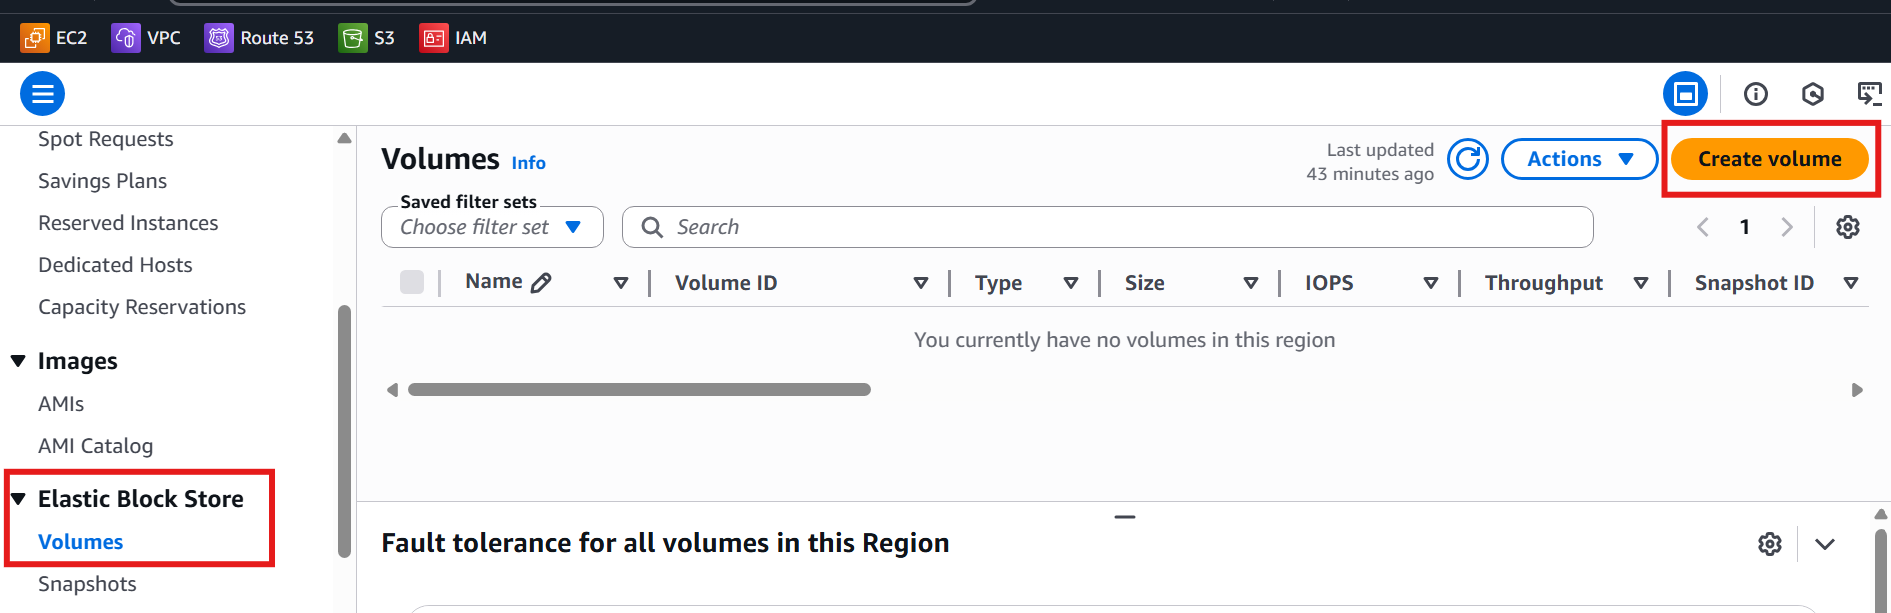 EC2 VPC Route 53 S3 IAM
Spot Requests
Savings Plans
Reserved Instances
Dedicated Hosts
Capacity Reservations
Images
AMIs
AMI Catalog
Elastic Block Store
Volumes
Snapshots
Volumes Info
Last updated
43 minutes ago
Actions
Create volume
Saved filter sets
Choose filter set
Search
1
Name Volume ID Type Size IOPS Throughput Snapshot ID
You currently have no volumes in this region
Fault tolerance for all volumes in this Region